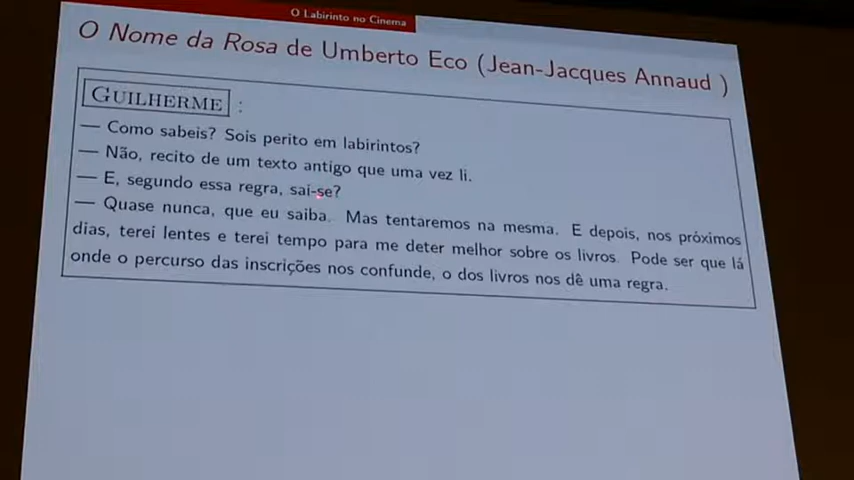 O Labirinto no Cinema
O Nome da Rosa de Umberto Eco (Jean-Jacques Annaud )
GUILHERME :
— Como sabeis? Sois perito em labirintos?
— Não, recito de um texto antigo que uma vez li.
— E, segundo essa regra, sai-se?
— Quase nunca, que eu saiba. Mas tentaremos na mesma. E depois, nos próximos
dias, terei lentes e terei tempo para me deter melhor sobre os livros. Pode ser que lá
onde o percurso das inscrições nos confunde, o dos livros nos dê uma regra.